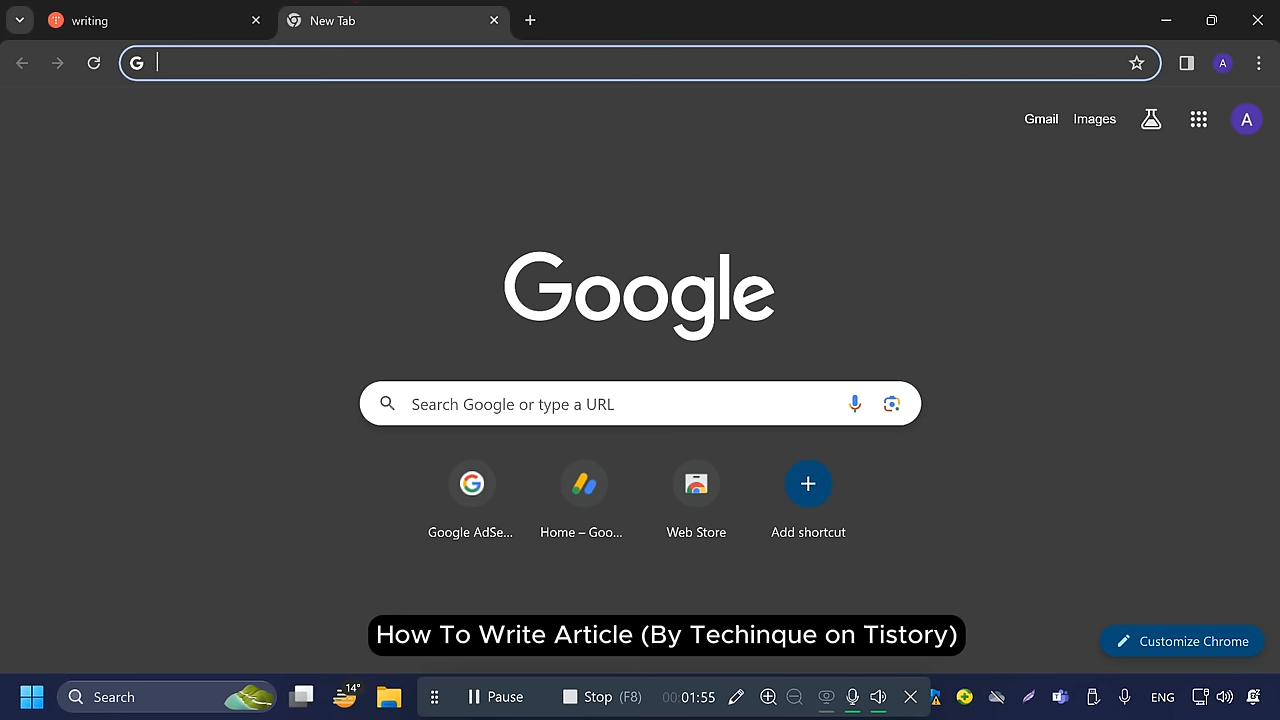 writing
New Tab
A
Gmail
Images
A
Google
Search Google or type a URL
Google AdSe...
Home – Goo...
Web Store
Add shortcut
How To Write Article (By Techinque on Tistory)
Customize Chrome
Search
14°
Pause
Stop (F8)
00:01:55
ENG